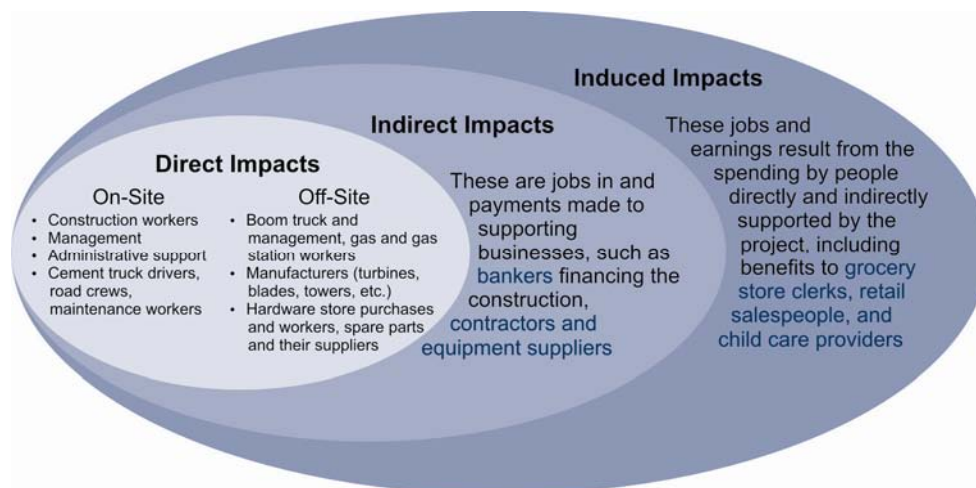 Induced Impacts
Indirect Impacts
Direct Impacts
On-Site
• Construction workers
• Management
• Administrative support
• Cement truck drivers,
road crews,
maintenance workers
Off-Site
• Boom truck and
management, gas and gas
station workers
• Manufacturers (turbines,
blades, towers, etc.)
• Hardware store purchases
and workers, spare parts
and their suppliers
These are jobs in and
payments made to
supporting
businesses, such as
bankers financing the
construction,
contractors and
equipment suppliers
These jobs and
earnings result from the
spending by people
directly and indirectly
supported by the
project, including
benefits to grocery
store clerks, retail
salespeople, and
child care providers